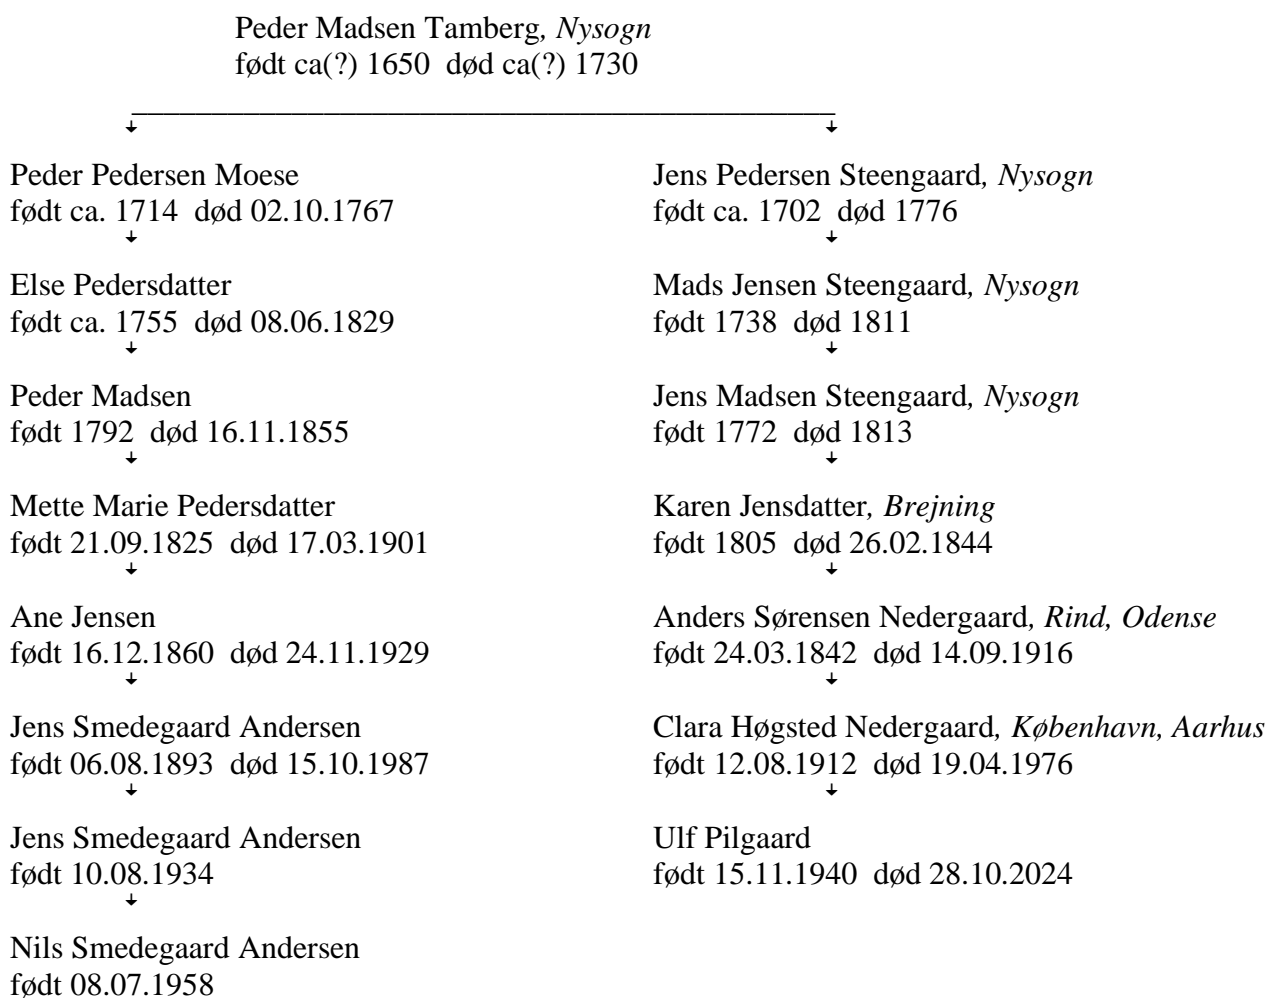 Peder Madsen Tamberg, Nysogn
født ca(?) 1650  død ca(?) 1730
Peder Pedersen Moese
født ca. 1714  død 02.10.1767
Jens Pedersen Steengaard, Nysogn
født ca. 1702  død 1776
Else Pedersdatter
født ca. 1755  død 08.06.1829
Mads Jensen Steengaard, Nysogn
født 1738  død 1811
Peder Madsen
født 1792  død 16.11.1855
Jens Madsen Steengaard, Nysogn
født 1772  død 1813
Mette Marie Pedersdatter
født 21.09.1825  død 17.03.1901
Karen Jensdatter, Brejning
født 1805  død 26.02.1844
Ane Jensen
født 16.12.1860  død 24.11.1929
Anders Sørensen Nedergaard, Rind, Odense
født 24.03.1842  død 14.09.1916
Jens Smedegaard Andersen
født 06.08.1893  død 15.10.1987
Clara Høgsted Nedergaard, København, Aarhus
født 12.08.1912  død 19.04.1976
Jens Smedegaard Andersen
født 10.08.1934
Ulf Pilgaard
født 15.11.1940  død 28.10.2024
Nils Smedegaard Andersen
født 08.07.1958